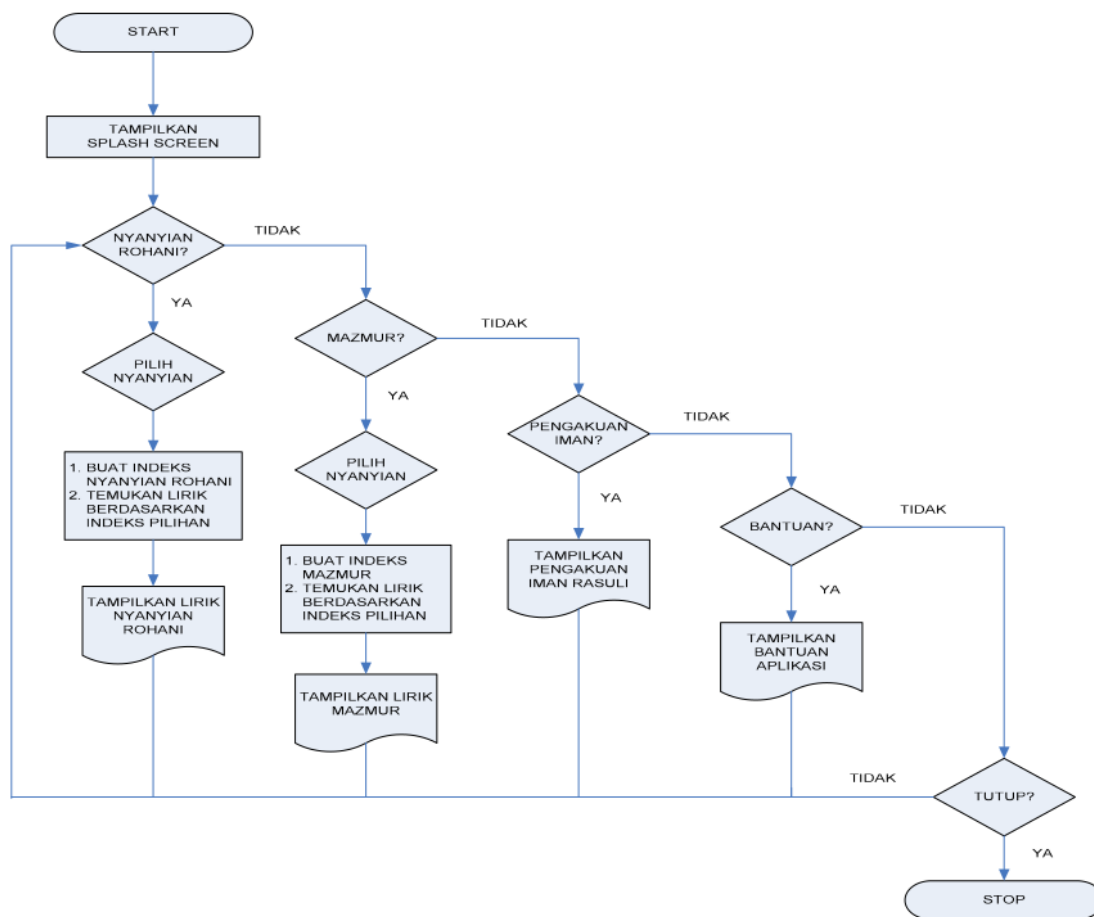 START
TAMPILKAN
SPLASH SCREEN
NYANYIAN
ROHANI?
TIDAK
YA
MAZMUR?
TIDAK
PILIH
NYANYIAN
YA
PENGAKUAN
IMAN?
TIDAK
1. BUAT INDEKS
NYANYIAN ROHANI
2. TEMUKAN LIRIK
BERDASARKAN
INDEKS PILIHAN
PILIH
NYANYIAN
YA
BANTUAN?
TIDAK
TAMPILKAN LIRIK
NYANYIAN
ROHANI
1. BUAT INDEKS
MAZMUR
2. TEMUKAN LIRIK
BERDASARKAN
INDEKS PILIHAN
TAMPILKAN
PENGAKUAN
IMAN RASULI
YA
TAMPILKAN
BANTUAN
APLIKASI
TAMPILKAN LIRIK
MAZMUR
TIDAK
TUTUP?
YA
STOP